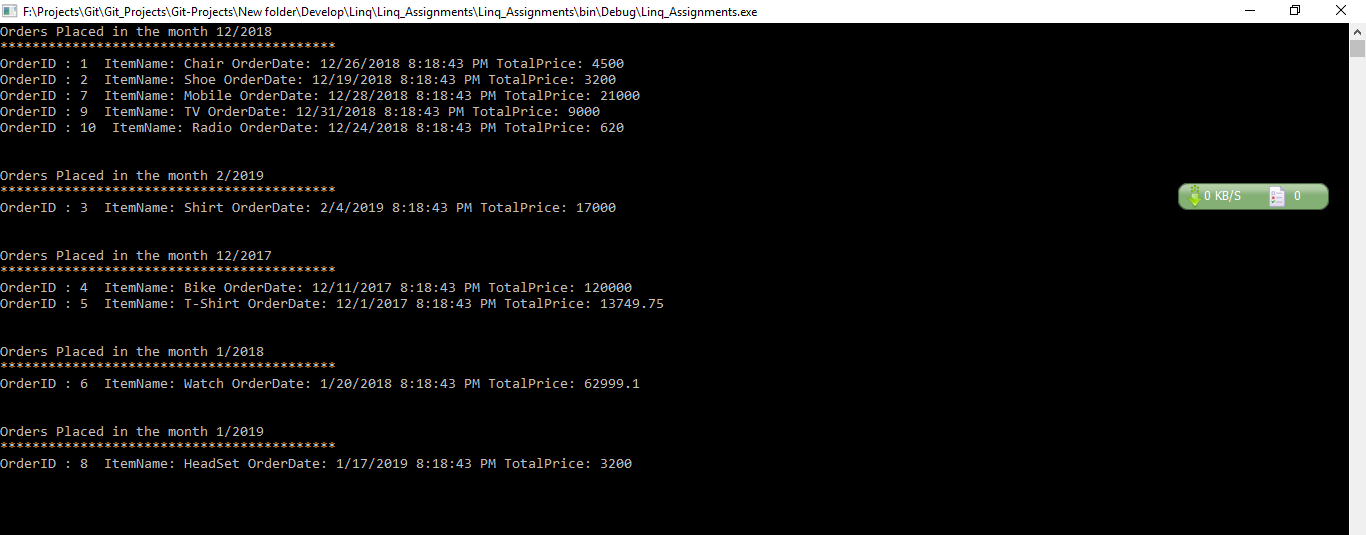 F:\Projects\Git\Git_Projects\Git-Projects\New folder\Develop\Linq\Linq_Assignments\Linq_Assignments\bin\Debug\Linq_Assignments.exe
Orders Placed in the month 12/2018
******************************************
OrderID : 1  ItemName: Chair OrderDate: 12/26/2018 8:18:43 PM TotalPrice: 4500
OrderID : 2  ItemName: Shoe OrderDate: 12/19/2018 8:18:43 PM TotalPrice: 3200
OrderID : 7  ItemName: Mobile OrderDate: 12/28/2018 8:18:43 PM TotalPrice: 21000
OrderID : 9  ItemName: TV OrderDate: 12/31/2018 8:18:43 PM TotalPrice: 9000
OrderID : 10  ItemName: Radio OrderDate: 12/24/2018 8:18:43 PM TotalPrice: 620
Orders Placed in the month 2/2019
******************************************
0 KB/S 0
OrderID : 3  ItemName: Shirt OrderDate: 2/4/2019 8:18:43 PM TotalPrice: 17000
Orders Placed in the month 12/2017
******************************************
OrderID : 4  ItemName: Bike OrderDate: 12/11/2017 8:18:43 PM TotalPrice: 120000
OrderID : 5  ItemName: T-Shirt OrderDate: 12/1/2017 8:18:43 PM TotalPrice: 13749.75
Orders Placed in the month 1/2018
******************************************
OrderID : 6  ItemName: Watch OrderDate: 1/20/2018 8:18:43 PM TotalPrice: 62999.1
Orders Placed in the month 1/2019
******************************************
OrderID : 8  ItemName: HeadSet OrderDate: 1/17/2019 8:18:43 PM TotalPrice: 3200